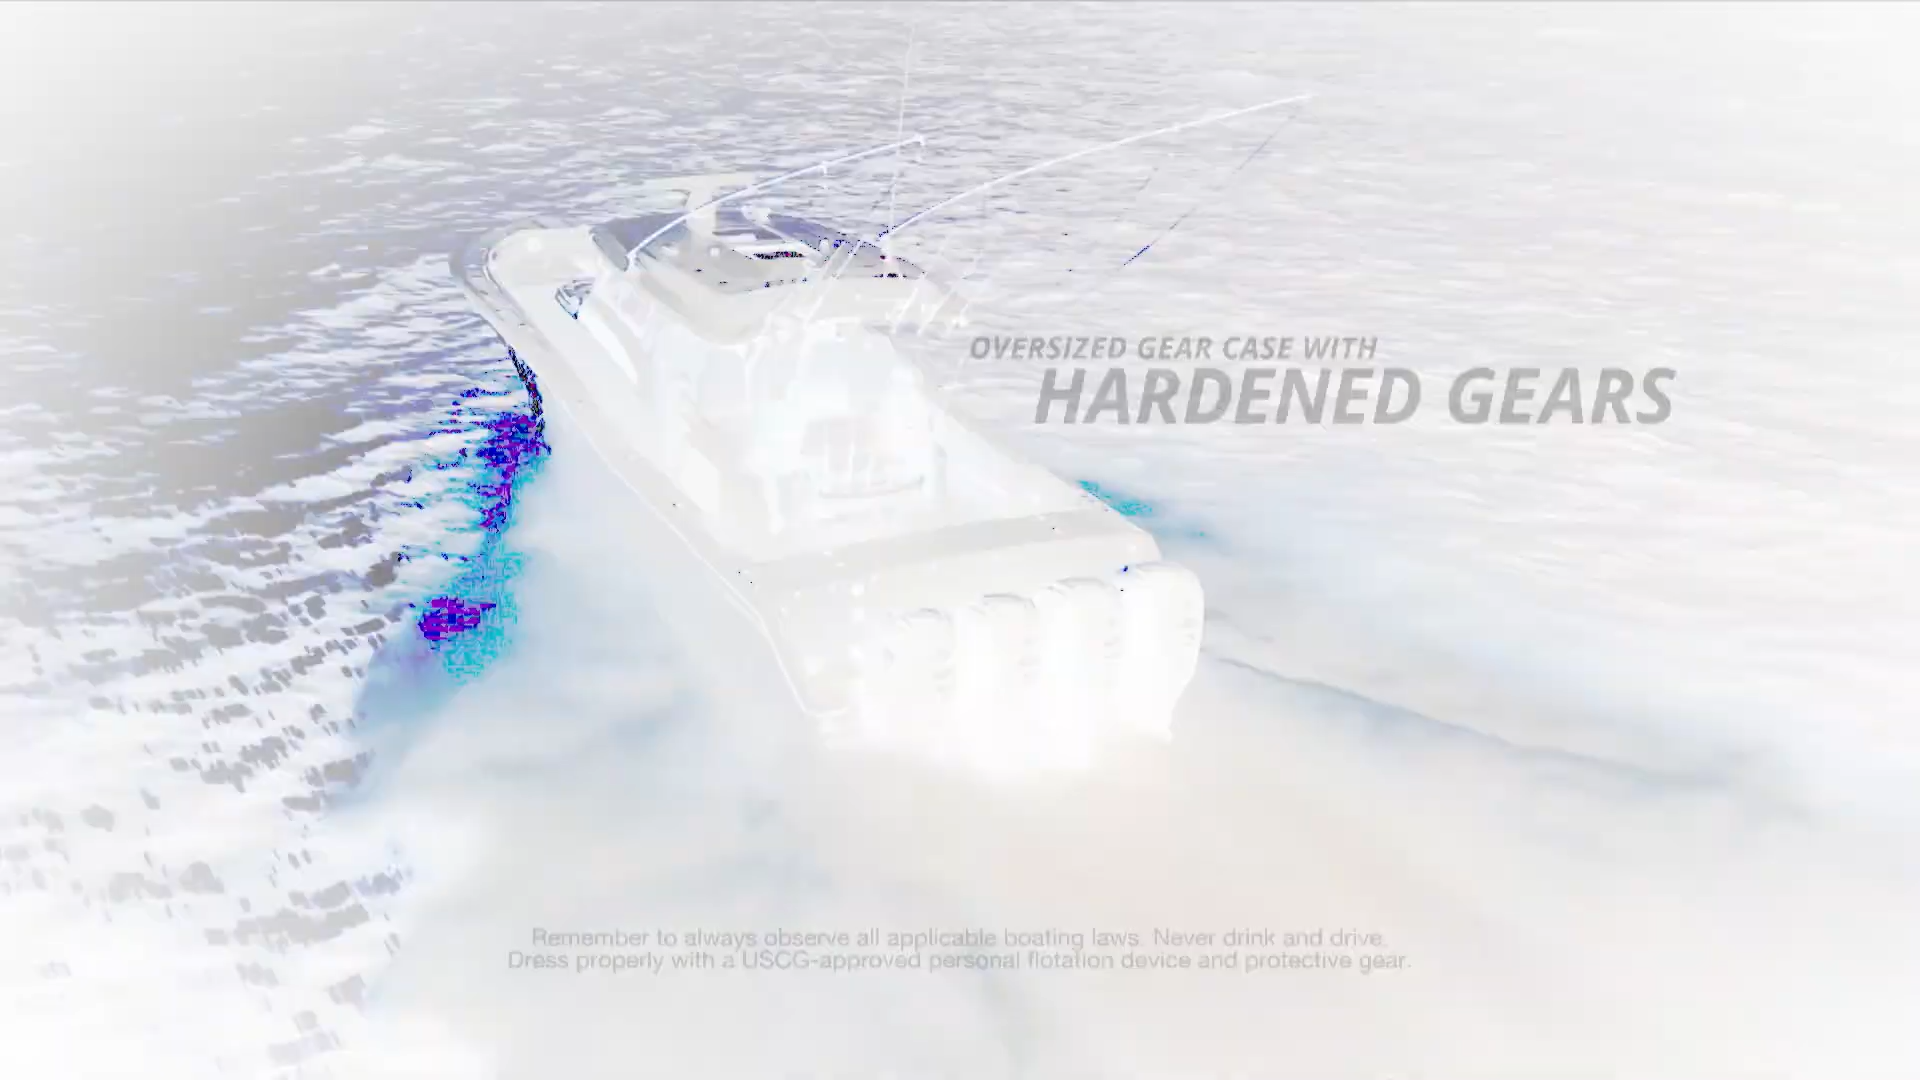 OVERSIZED GEAR CASE WITH
HARDENED GEARS
Remember to always observe all applicable boating laws. Never drink and drive.
Dress properly with a USCG-approved personal flotation device and protective gear.